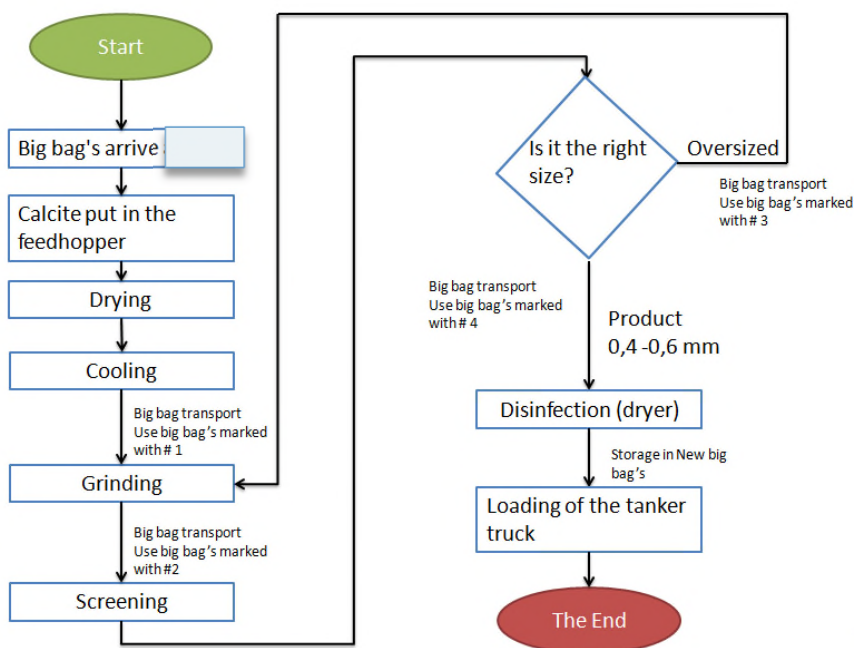 Start
Big bag's arrive
Calcite put in the
feedhopper
Drying
Cooling
Big bag transport
Use big bag's marked
with # 1
Grinding
Big bag transport
Use big bag's marked
with #2
Screening
Is it the right
size?
Oversized
Big bag transport
Use big bag's marked
with # 3
Big bag transport
Use big bag's marked
with # 4
Product
0,4 -0,6 mm
Disinfection (dryer)
Storage in New big
bag's
Loading of the tanker
truck
The End